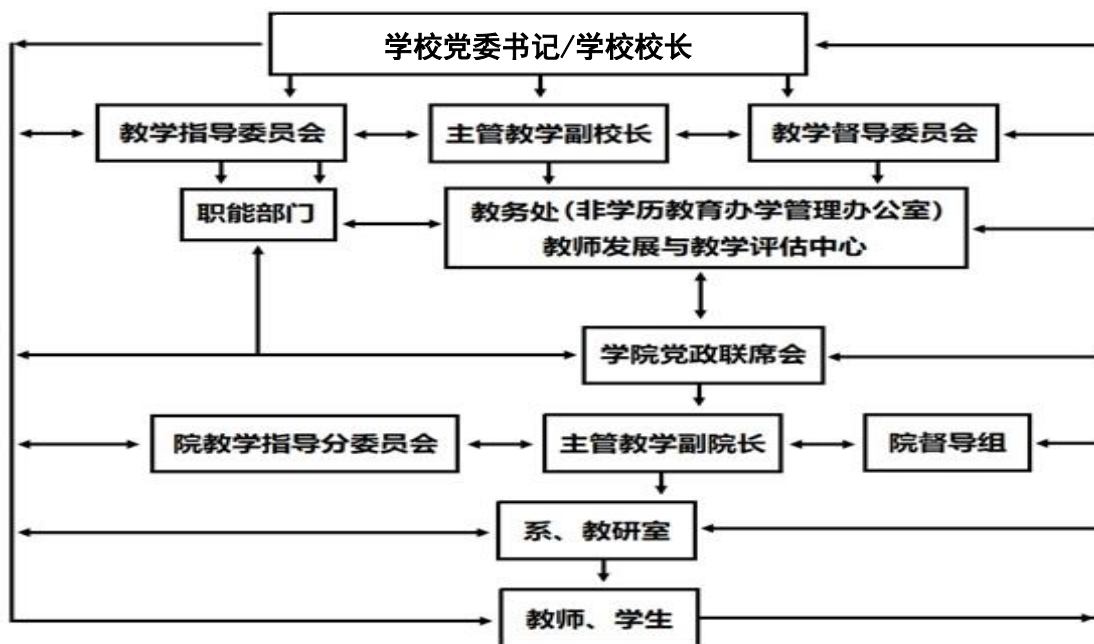 学校党委书记/学校校长
教学指导委员会
主管教学副校长
教学督导委员会
职能部门
教务处(非学历教育办学管理办公室)
教师发展与教学评估中心
学院党政联席会
院教学指导分委员会
主管教学副院长
院督导组
系、教研室
教师、学生